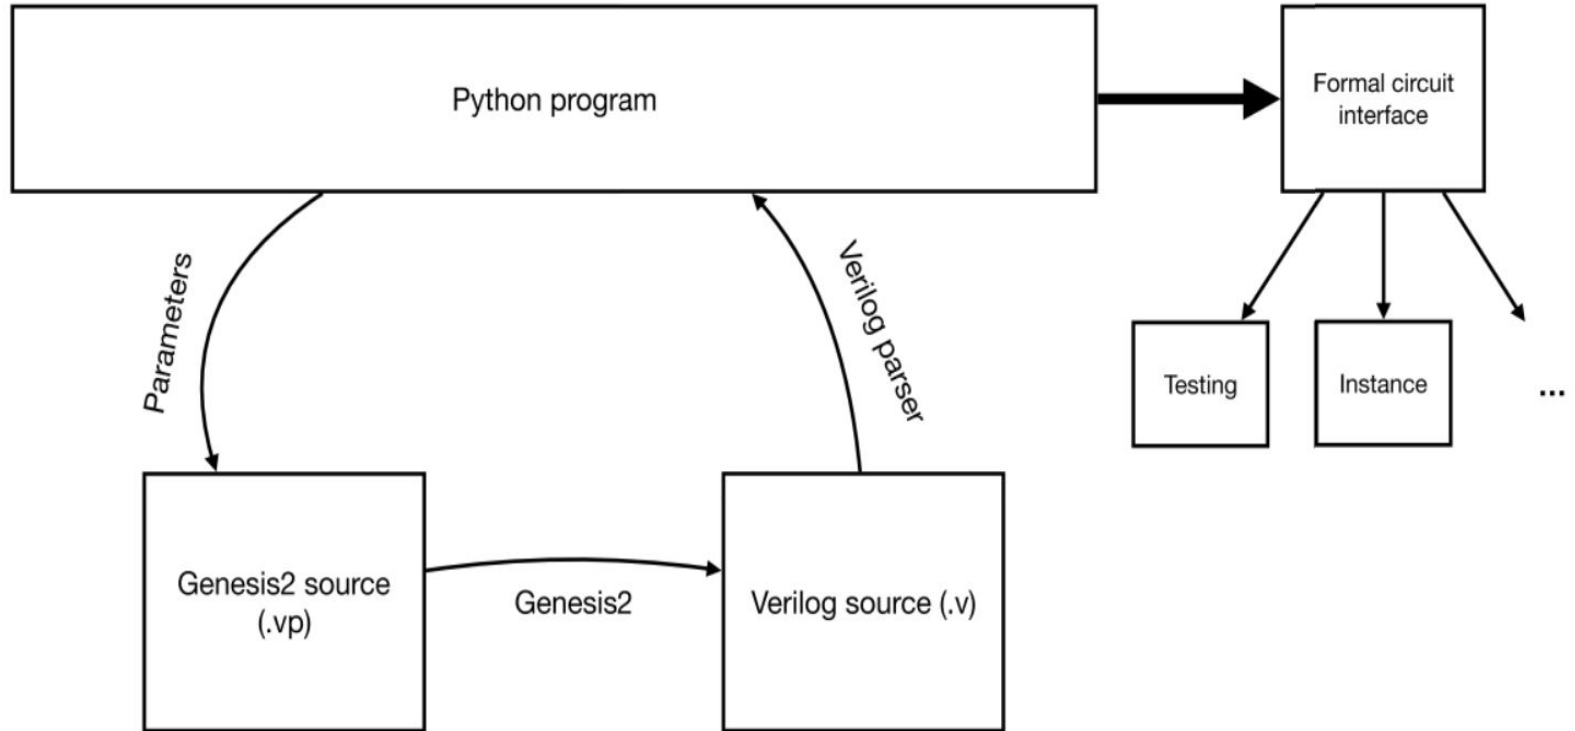 Python program
Formal circuit
interface
Parameters
Verilog parser
Testing
Instance
...
Genesis2 source
(.vp)
Genesis2
Verilog source (.v)